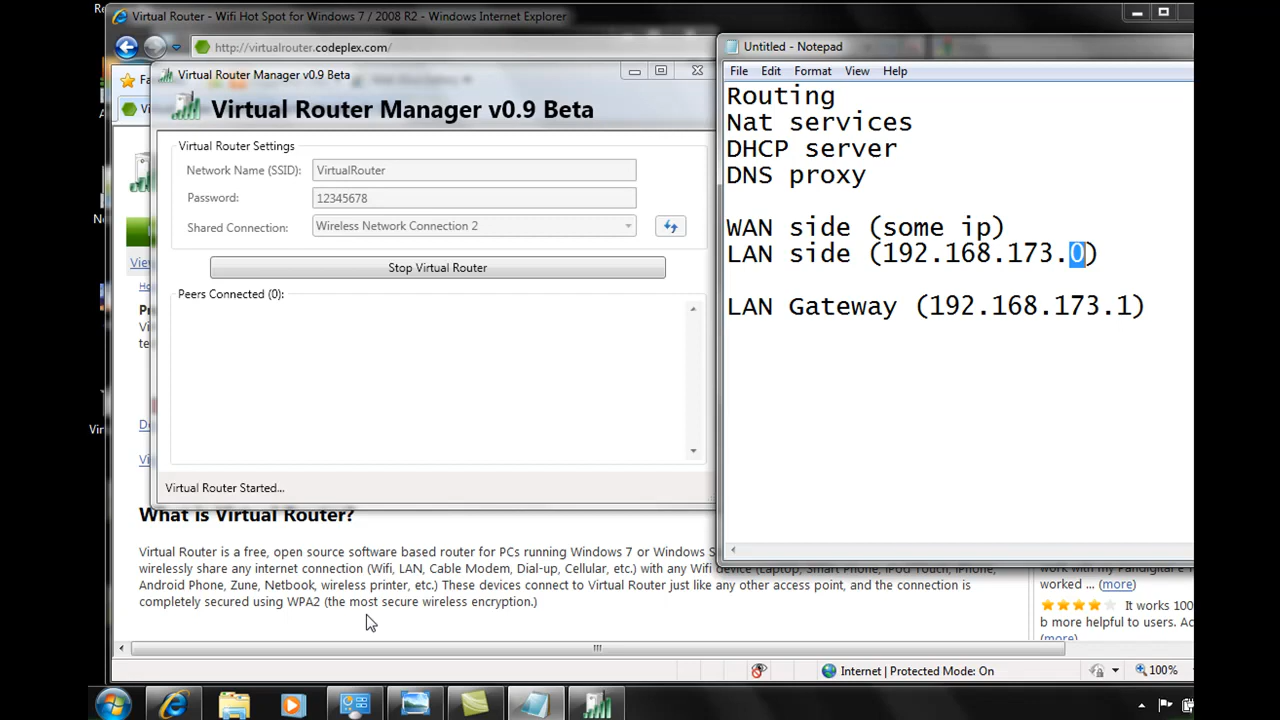 Virtual Router - Wifi Hot Spot for Windows 7 / 2008 R2 - Windows Internet Explorer
http://virtualrouter.codeplex.com/
Virtual Router Manager v0.9 Beta
Virtual Router Manager v0.9 Beta
Virtual Router Settings
Network Name (SSID): VirtualRouter
Password: 12345678
Shared Connection: Wireless Network Connection 2
Stop Virtual Router
Peers Connected (0):
Virtual Router Started...
Untitled - Notepad
File Edit Format View Help
Routing
Nat services
DHCP server
DNS proxy
WAN side (some ip)
LAN side (192.168.173.0)
LAN Gateway (192.168.173.1)
What is Virtual Router?
Virtual Router is a free, open source software based router for PCs running Windows 7 or Windows S
wirelessly share any internet connection (Wifi, LAN, Cable Modem, Dial-up, Cellular, etc.) with any Wifi device (Laptop, Smart Phone, iPod Touch, iPhone,
Android Phone, Zune, Netbook, wireless printer, etc.) These devices connect to Virtual Router just like any other access point, and the connection is
completely secured using WPA2 (the most secure wireless encryption.)
worked ... (more)
It works 100
b more helpful to users. Ac
(more)
Internet | Protected Mode: On
100%